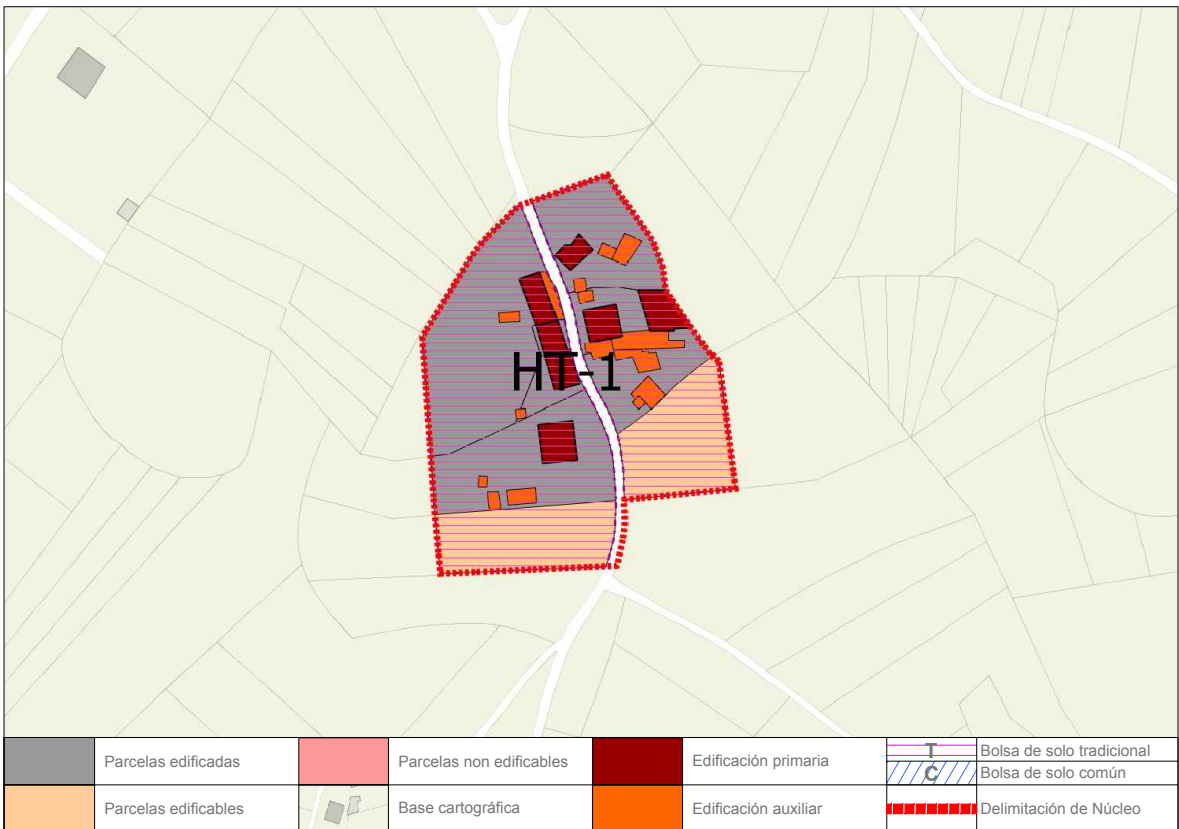 HT-1
Parcelas edificadas
Parcelas non edificables
Edificación primaria
T
Bolsa de solo tradicional
C
Bolsa de solo común
Parcelas edificables
Base cartográfica
Edificación auxiliar
Delimitación de Núcleo